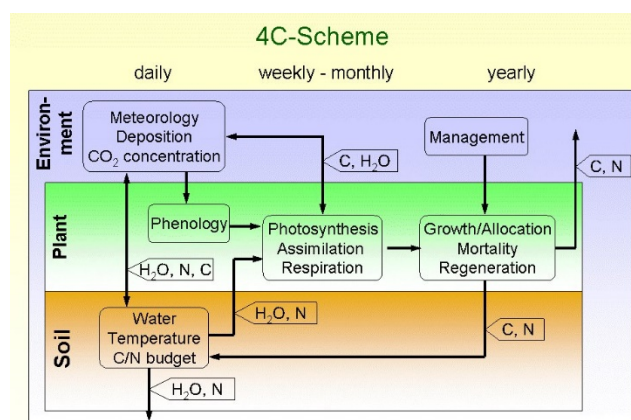 4C-Scheme
daily weekly - monthly yearly
Environ-
ment
Meteorology
Deposition
CO₂ concentration
Management
C, H₂O
C, N
Plant
Phenology
Photosynthesis
Assimilation
Respiration
Growth/Allocation
Mortality
Regeneration
H₂O, N, C
Soil
Water
Temperature
C/N budget
H₂O, N
C, N
H₂O, N